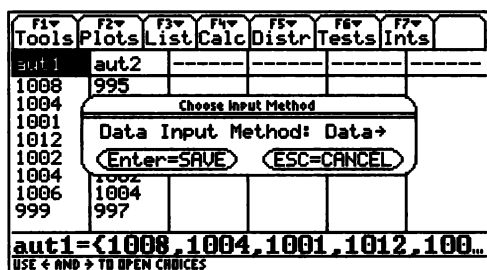 F1▾ F2▾ F3▾ F4▾ F5▾ F6▾ F7▾
Tools Plots List Calc Distr Tests Ints
aut1 aut2 ------ ------ ------ ------
1008 995
1004
1001
1012
1002
1004 1002
1006 1004
999 997
Choose Input Method
Data Input Method: Data→
Enter=SAVE ESC=CANCEL
aut1={1008,1004,1001,1012,100…
USE ← AND → TO OPEN CHOICES